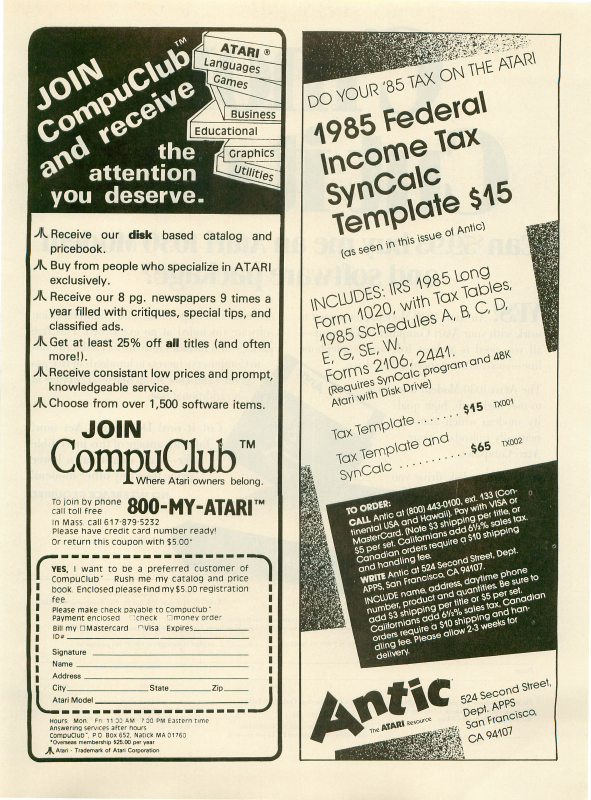 JOIN
CompuClub™
and receive
the
attention
you deserve.
ATARI ®
Languages
Games
Business
Educational
Graphics
Utilities
Receive our disk based catalog and
pricebook.
Buy from people who specialize in ATARI
exclusively.
Receive our 8 pg. newspapers 9 times a
year filled with critiques, special tips, and
classified ads.
Get at least 25% off all titles (and often
more!).
Receive consistant low prices and prompt,
knowledgeable service.
Choose from over 1,500 software items.
JOIN
CompuClub™
Where Atari owners belong.
To join by phone
call toll free 800-MY-ATARI™
In Mass. call 617-879-5232
Please have credit card number ready!
Or return this coupon with $5.00*
YES, I want to be a preferred customer of
CompuClub™ Rush me my catalog and price
book. Enclosed please find my $5.00 registration
fee.
Please make check payable to CompuClub™
Payment enclosed □check □money order
Bill my □Mastercard □Visa Expires
ID#
Signature
Name
Address
City State Zip
Atari Model
Hours: Mon. Fri. 11:00 AM 7:00 PM Eastern time
Answering services after hours
CompuClub™, P.O. Box 652, Natick MA 01760
*Overseas membership $25.00 per year
Atari - Trademark of Atari Corporation
DO YOUR '85 TAX ON THE ATARI
1985 Federal
Income Tax
SynCalc
Template $15
(as seen in this issue of Antic)
INCLUDES: IRS 1985 Long
Form 1020, with Tax Tables,
1985 Schedules A, B, C, D,
E, G, SE, W.
Forms 2106, 2441.
(Requires SynCalc program and 48K
Atari with Disk Drive)
Tax Template ....... $15 TX001
Tax Template and
SynCalc ........... $65 TX002
TO ORDER:
CALL Antic at (800) 443-0100, ext. 133 (Con-
tinental USA and Hawaii). Pay with VISA or
MasterCard. (Note $3 shipping per title, or
$5 per set. Californians add 6½% sales tax.
Canadian orders require a $10 shipping
and handling fee.
WRITE Antic at 524 Second Street, Dept.
APPS, San Francisco, CA 94107.
INCLUDE name, address, daytime phone
number, product and quantities. Be sure to
add $3 shipping per title or $5 per set.
Californians add 6½% sales tax, Canadian
orders require a $10 shipping and han-
dling fee. Please allow 2-3 weeks for
delivery.
Antic
The ATARI Resource
524 Second Street,
Dept. APPS
San Francisco,
CA 94107